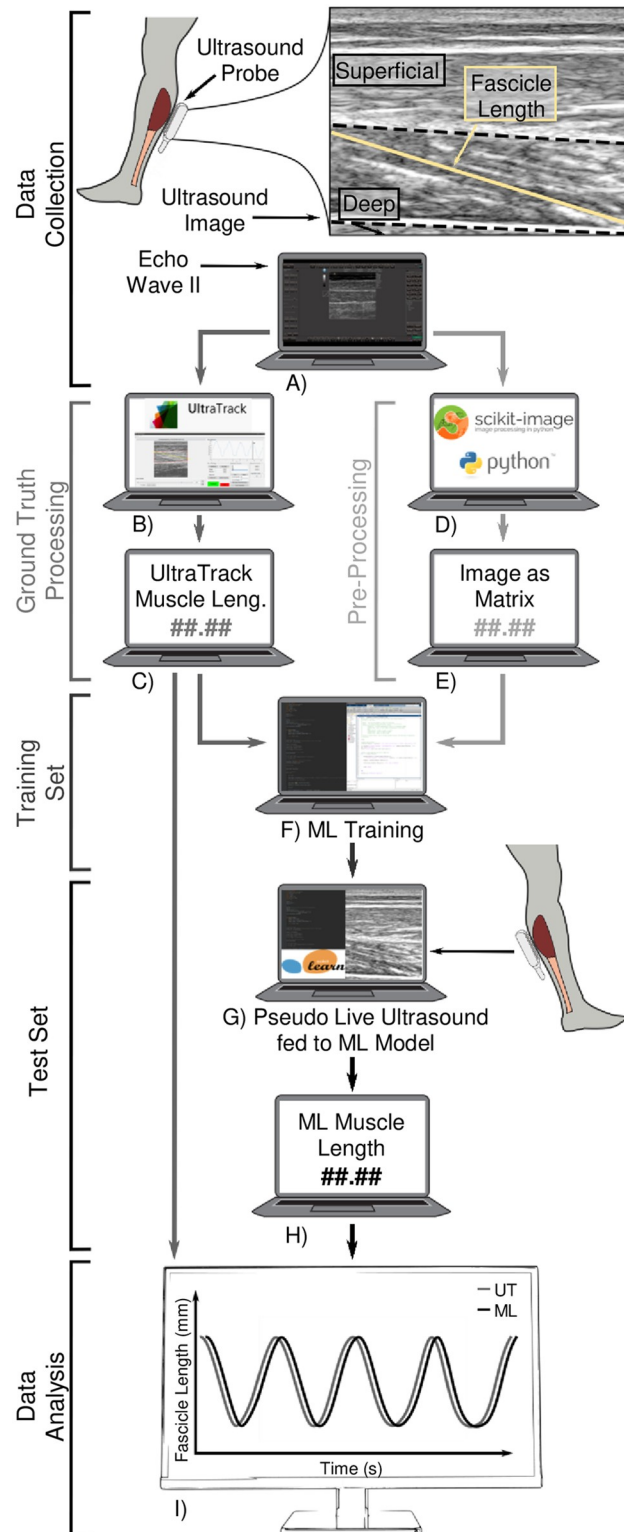 Data
Collection
Ultrasound
Probe
Ultrasound
Image
Superficial
Fascicle
Length
Deep
Echo
Wave II
A)
Ground Truth
Processing
UltraTrack
B)
UltraTrack
Muscle Leng.
##.##
C)
Pre-Processing
scikit-image
image processing in python
python™
D)
Image as
Matrix
##.##
E)
Training
Set
F) ML Training
Test Set
learn
G) Pseudo Live Ultrasound
fed to ML Model
ML Muscle
Length
##.##
H)
Data
Analysis
UT
ML
Fascicle Length (mm)
Time (s)
I)